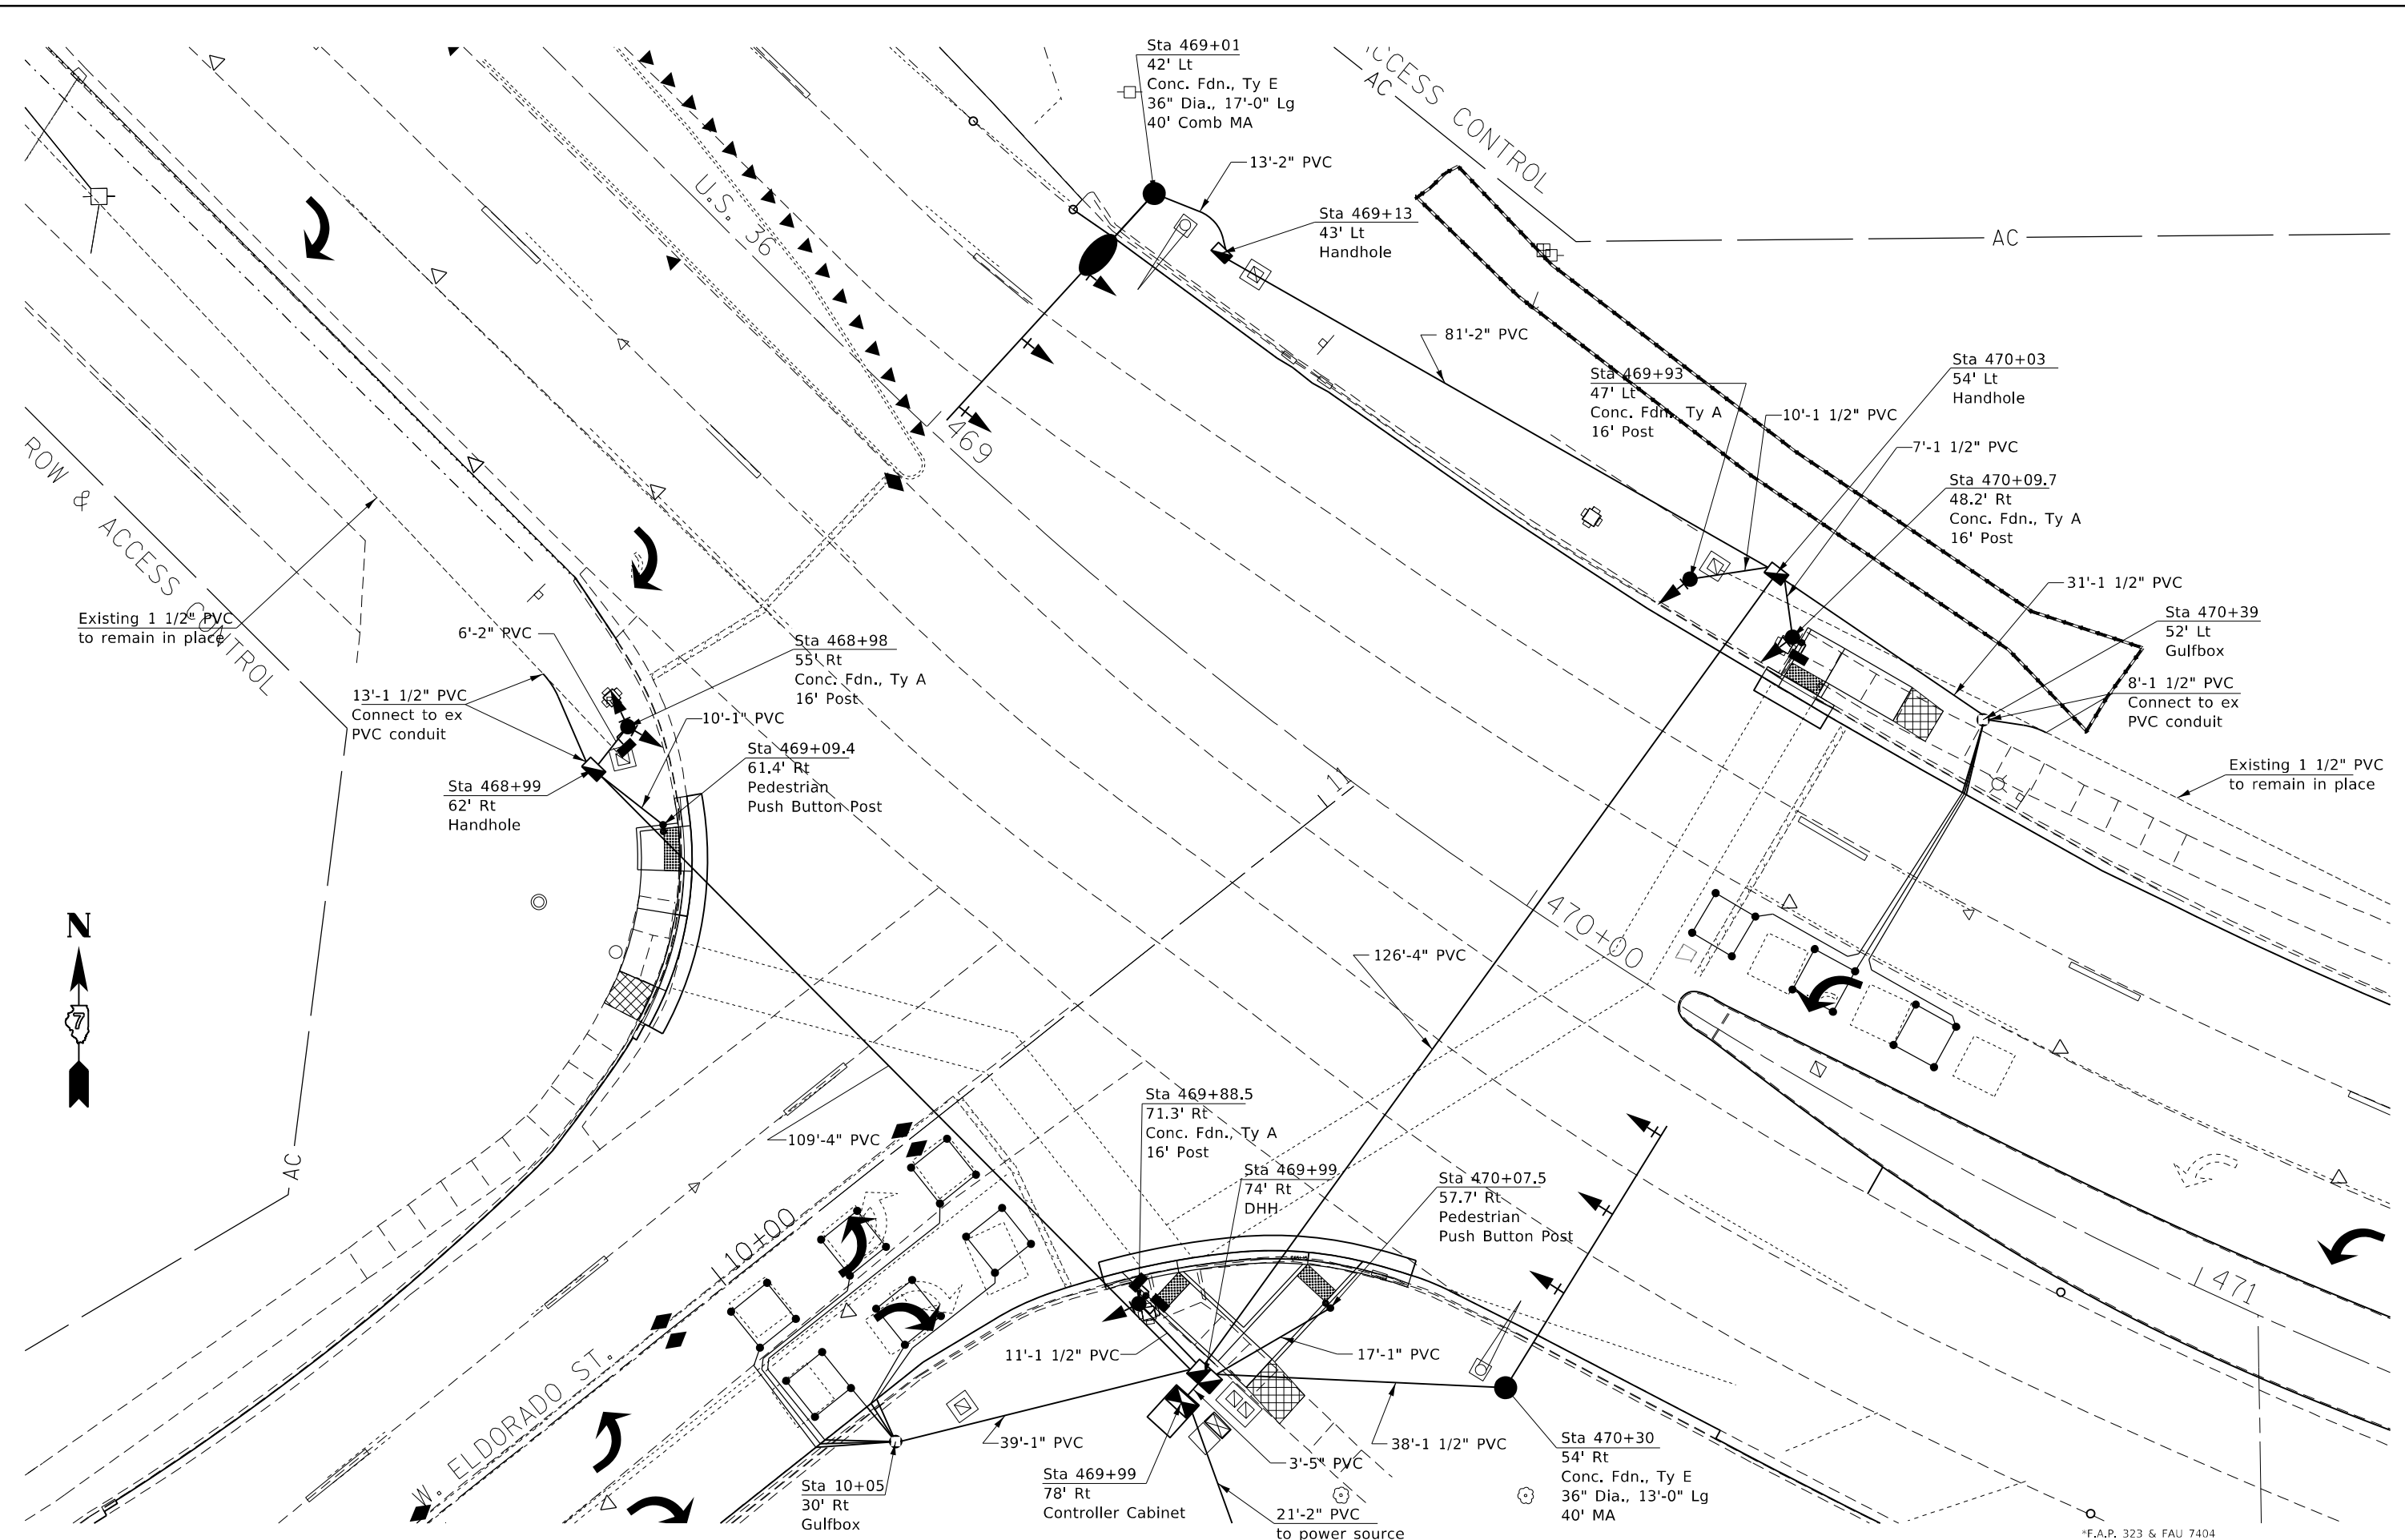 Sta 469+01
42' Lt
Conc. Fdn., Ty E
36" Dia., 17'-0" Lg
40' Comb MA
13'-2" PVC
Sta 469+13
43' Lt
Handhole
ACCESS CONTROL
AC
AC
U.S. 36
469
81'-2" PVC
Sta 469+93
47' Lt
Conc. Fdn., Ty A
16' Post
10'-1 1/2" PVC
Sta 470+03
54' Lt
Handhole
7'-1 1/2" PVC
Sta 470+09.7
48.2' Rt
Conc. Fdn., Ty A
16' Post
31'-1 1/2" PVC
Sta 470+39
52' Lt
Gulfbox
8'-1 1/2" PVC
Connect to ex
PVC conduit
Existing 1 1/2" PVC
to remain in place
ROW & ACCESS CONTROL
Existing 1 1/2" PVC
to remain in place
6'-2" PVC
Sta 468+98
55' Rt
Conc. Fdn., Ty A
16' Post
13'-1 1/2" PVC
Connect to ex
PVC conduit
10'-1" PVC
Sta 469+09.4
61.4' Rt
Pedestrian
Push Button Post
Sta 468+99
62' Rt
Handhole
11
N
7
470+00
126'-4" PVC
AC
109'-4" PVC
Sta 469+88.5
71.3' Rt
Conc. Fdn., Ty A
16' Post
Sta 469+99
74' Rt
DHH
Sta 470+07.5
57.7' Rt
Pedestrian
Push Button Post
10+00
471
W. ELDORADO ST.
11'-1 1/2" PVC
17'-1" PVC
39'-1" PVC
38'-1 1/2" PVC
3'-5" PVC
Sta 10+05
30' Rt
Gulfbox
Sta 469+99
78' Rt
Controller Cabinet
21'-2" PVC
to power source
Sta 470+30
54' Rt
Conc. Fdn., Ty E
36" Dia., 13'-0" Lg
40' MA
*F.A.P. 323 & FAU 7404